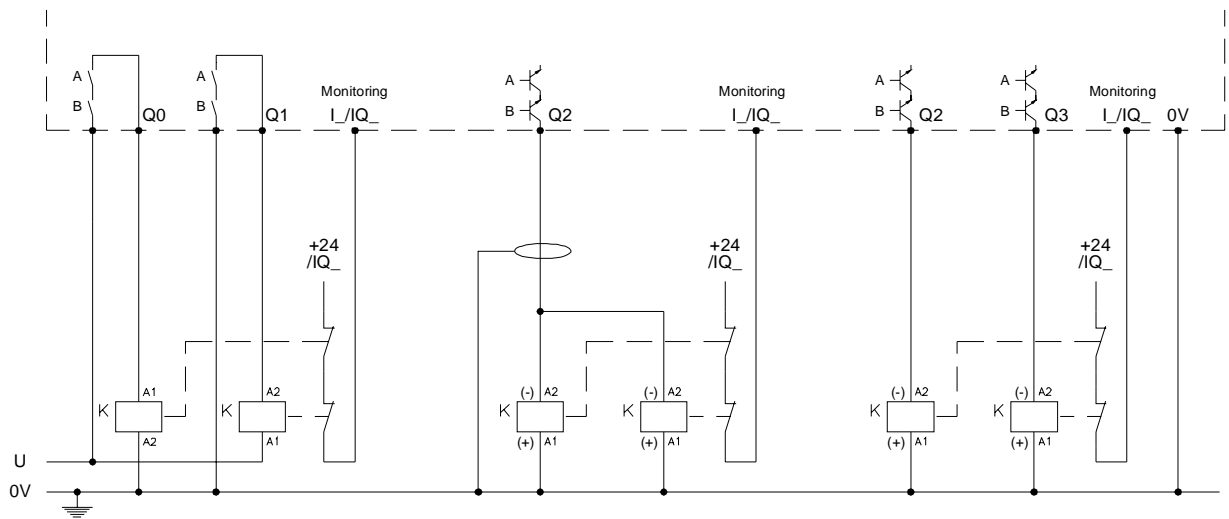 A
A
A
A
A
Monitoring
Monitoring
Monitoring
B
Q0
B
Q1
I_/IQ_
B
Q2
I_/IQ_
B
Q2
B
Q3
I_/IQ_
0V
+24
/IQ_
+24
/IQ_
+24
/IQ_
A1
A2
(-)
A2
(-)
A2
(-)
A2
(-)
A2
K
K
K
K
K
K
A2
A1
(+)
A1
(+)
A1
(+)
A1
(+)
A1
U
0V